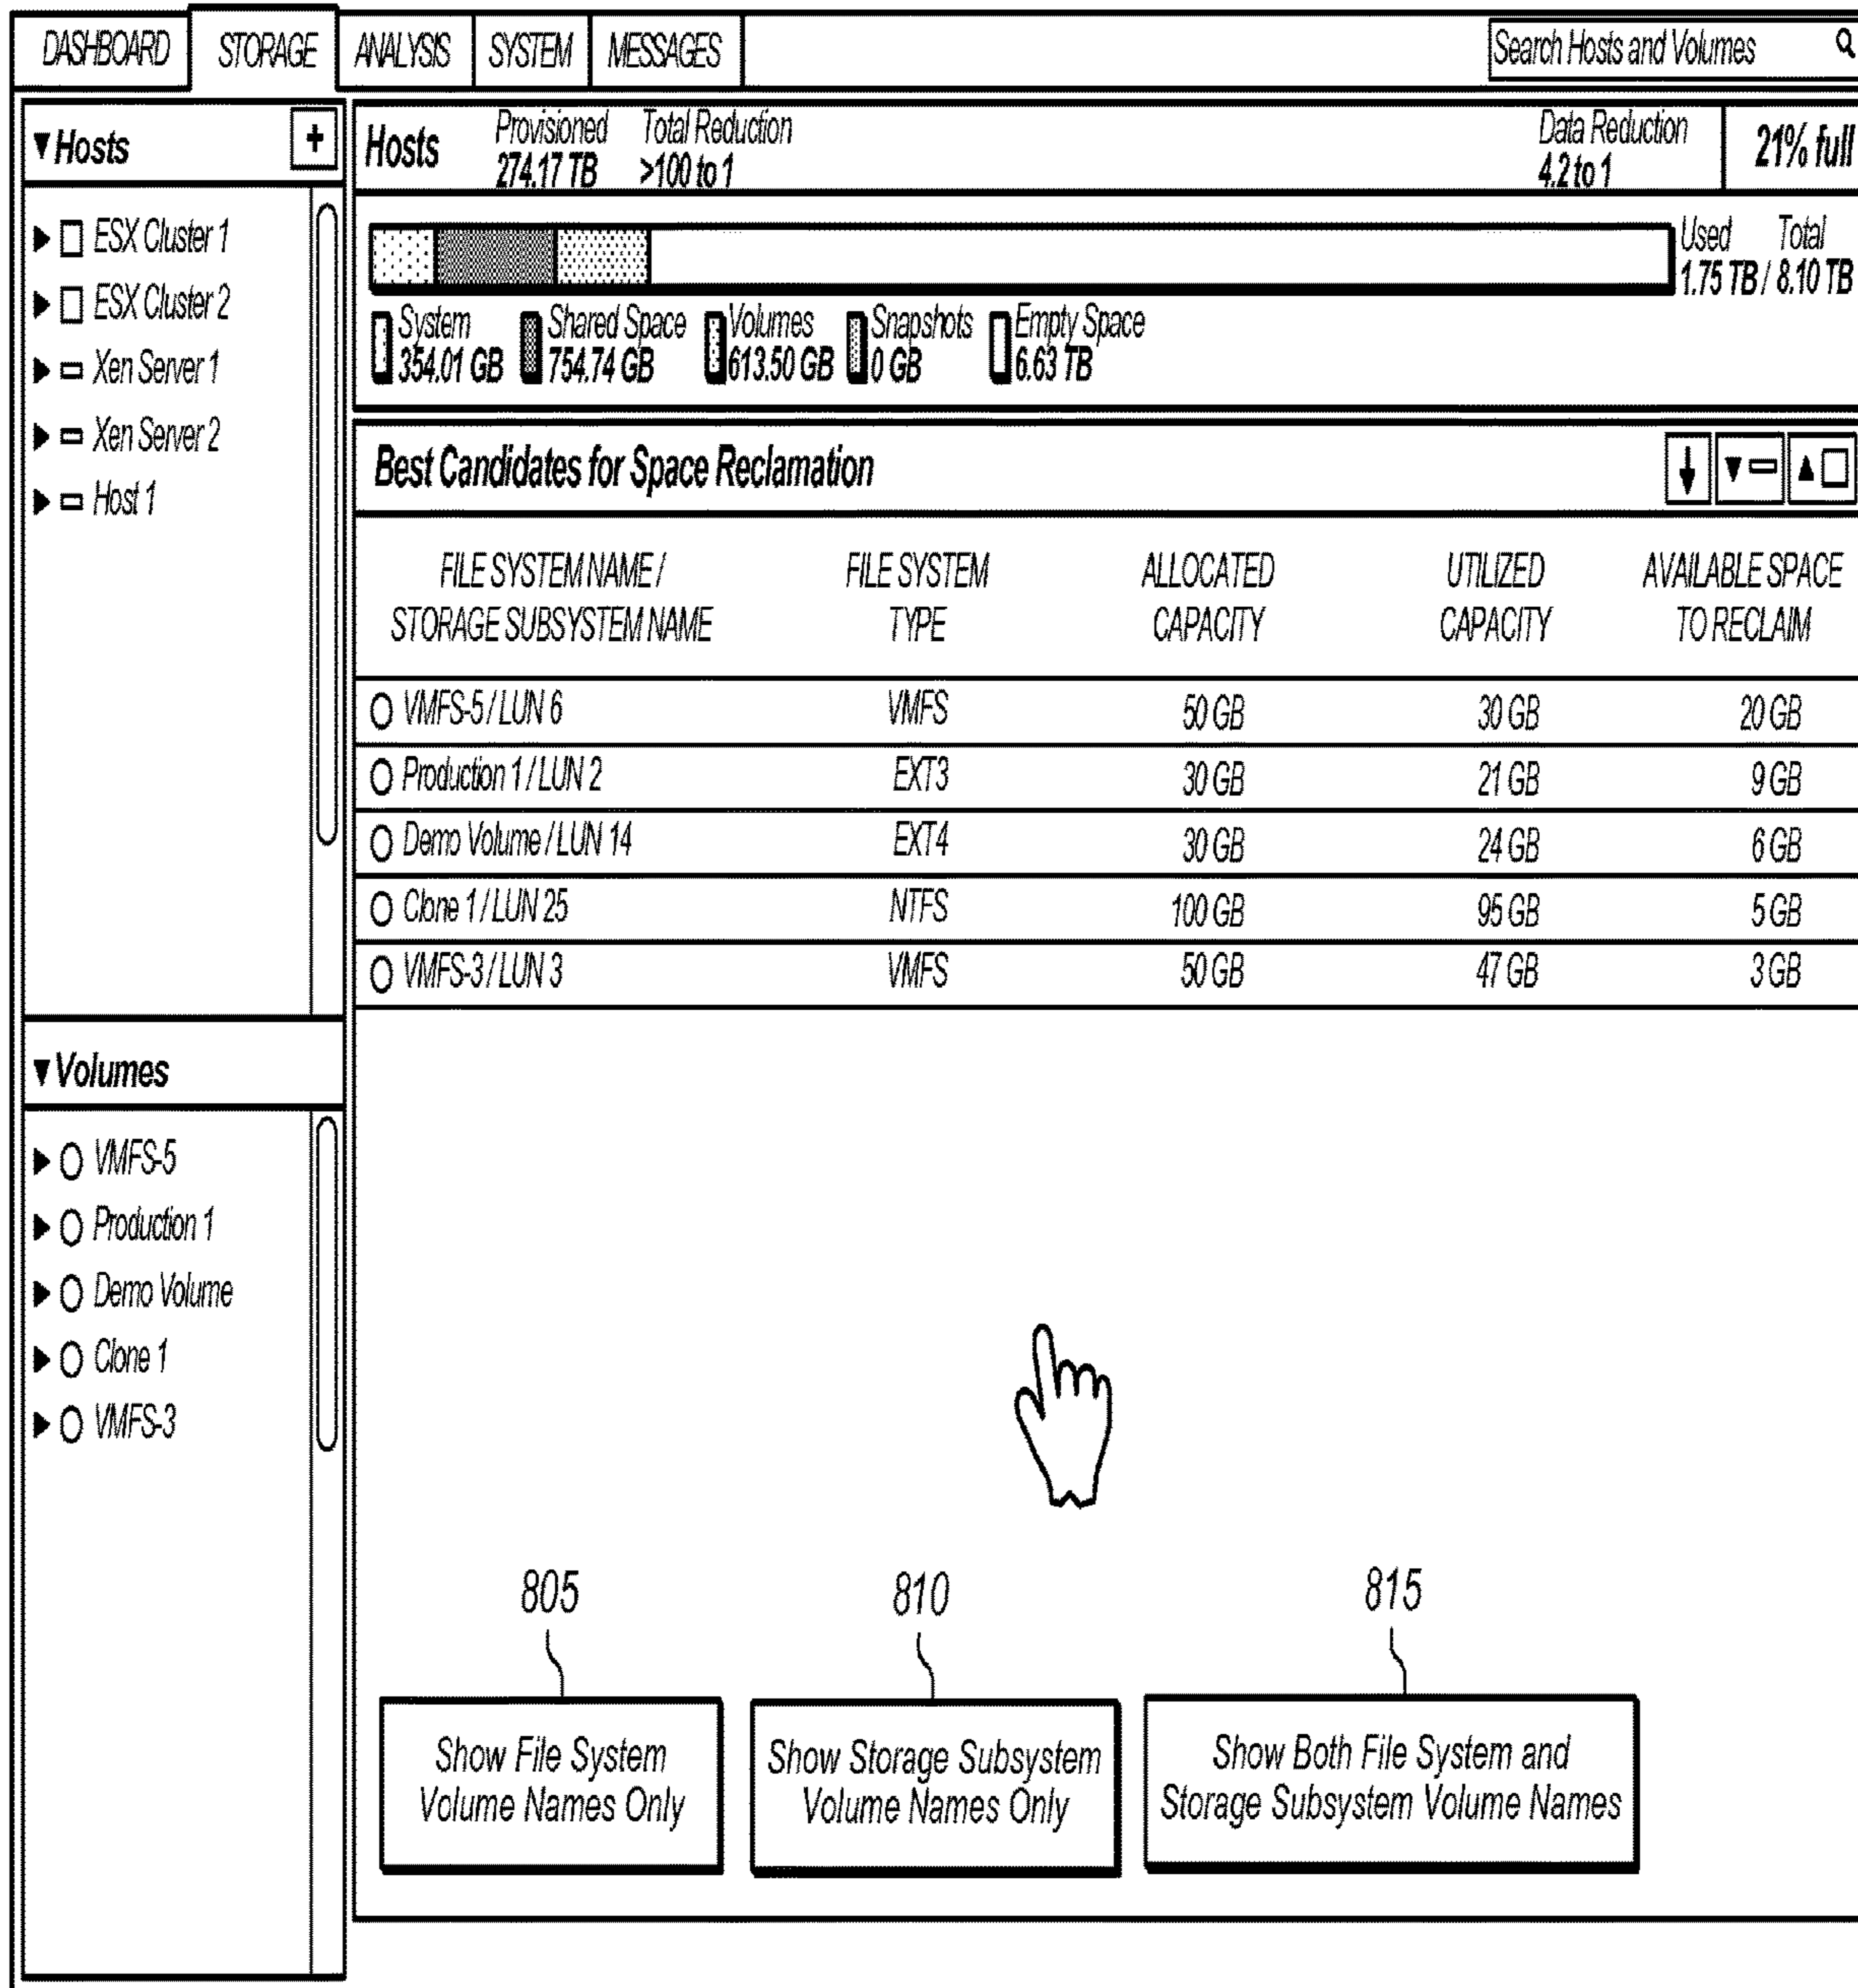 DASHBOARD STORAGE ANALYSIS SYSTEM MESSAGES Search Hosts and Volumes
Hosts +
ESX Cluster 1
ESX Cluster 2
Xen Server 1
Xen Server 2
Host 1
Volumes
VMFS-5
Production 1
Demo Volume
Clone 1
VMFS-3
Hosts Provisioned Total Reduction Data Reduction 21% full
274.17 TB >100 to 1 4.2 to 1
Used Total
1.75 TB / 8.10 TB
System Shared Space Volumes Snapshots Empty Space
354.01 GB 754.74 GB 613.50 GB 0 GB 6.63 TB
Best Candidates for Space Reclamation
FILE SYSTEM NAME / FILE SYSTEM ALLOCATED UTILIZED AVAILABLE SPACE
STORAGE SUBSYSTEM NAME TYPE CAPACITY CAPACITY TO RECLAIM
VMFS-5 / LUN 6 VMFS 50 GB 30 GB 20 GB
Production 1 / LUN 2 EXT3 30 GB 21 GB 9 GB
Demo Volume / LUN 14 EXT4 30 GB 24 GB 6 GB
Clone 1 / LUN 25 NTFS 100 GB 95 GB 5 GB
VMFS-3 / LUN 3 VMFS 50 GB 47 GB 3 GB
805 810 815
Show File System Show Storage Subsystem Show Both File System and
Volume Names Only Volume Names Only Storage Subsystem Volume Names